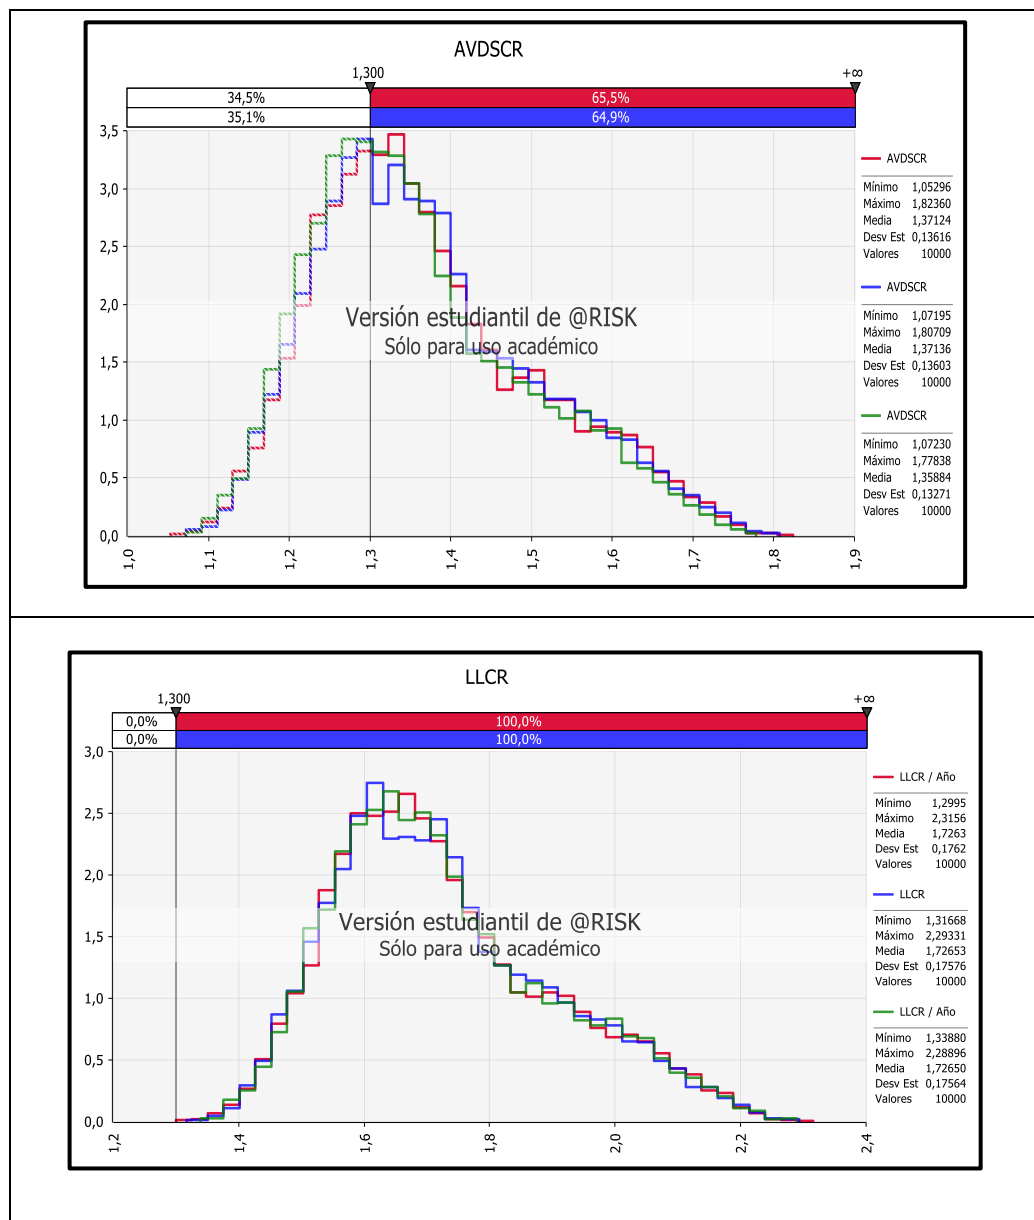 AVDSCR
1,300 +∞
34,5% 65,5%
35,1% 64,9%
3,5
3,0
2,5
2,0
1,5
1,0
0,5
0,0
1,0 1,1 1,2 1,3 1,4 1,5 1,6 1,7 1,8 1,9
Versión estudiantil de @RISK
Sólo para uso académico
AVDSCR
Mínimo 1,05296
Máximo 1,82360
Media 1,37124
Desv Est 0,13616
Valores 10000
AVDSCR
Mínimo 1,07195
Máximo 1,80709
Media 1,37136
Desv Est 0,13603
Valores 10000
AVDSCR
Mínimo 1,07230
Máximo 1,77838
Media 1,35884
Desv Est 0,13271
Valores 10000
LLCR
1,300 +∞
0,0% 100,0%
0,0% 100,0%
3,0
2,5
2,0
1,5
1,0
0,5
0,0
1,2 1,4 1,6 1,8 2,0 2,2 2,4
Versión estudiantil de @RISK
Sólo para uso académico
LLCR / Año
Mínimo 1,2995
Máximo 2,3156
Media 1,7263
Desv Est 0,1762
Valores 10000
LLCR
Mínimo 1,31668
Máximo 2,29331
Media 1,72653
Desv Est 0,17576
Valores 10000
LLCR / Año
Mínimo 1,33880
Máximo 2,28896
Media 1,72650
Desv Est 0,17564
Valores 10000